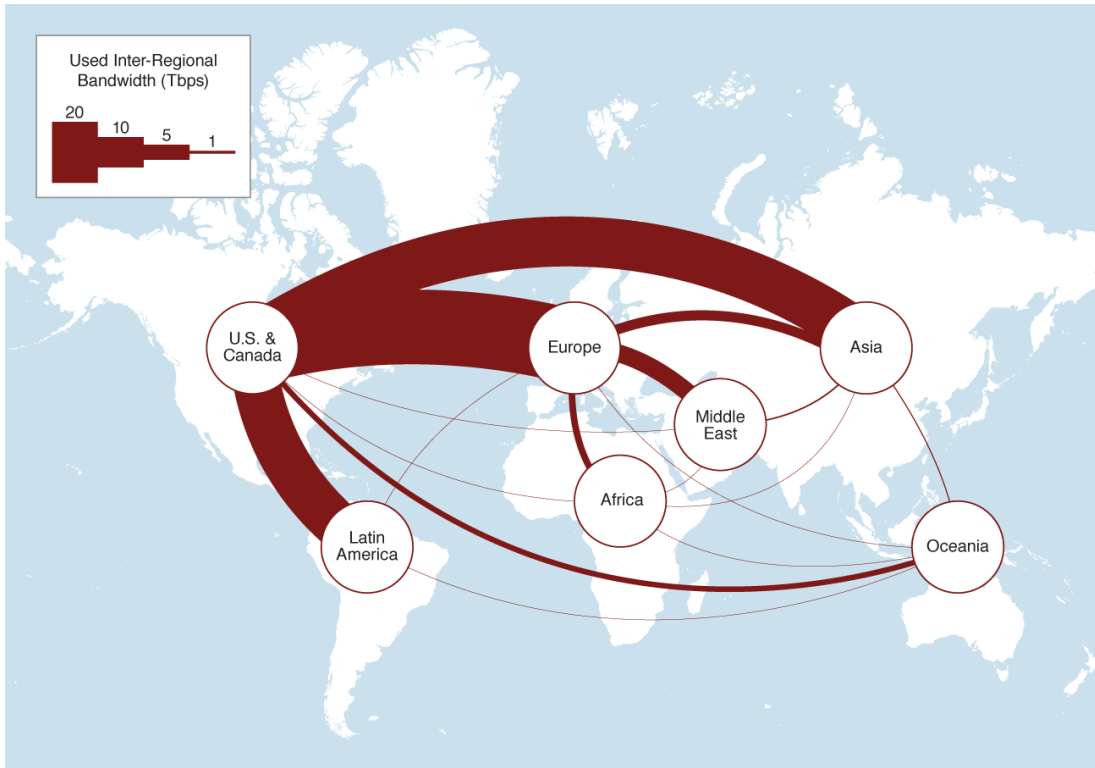 Used Inter-Regional
Bandwidth (Tbps)
20
10
5
1
U.S. &
Canada
Europe
Asia
Middle
East
Africa
Latin
America
Oceania